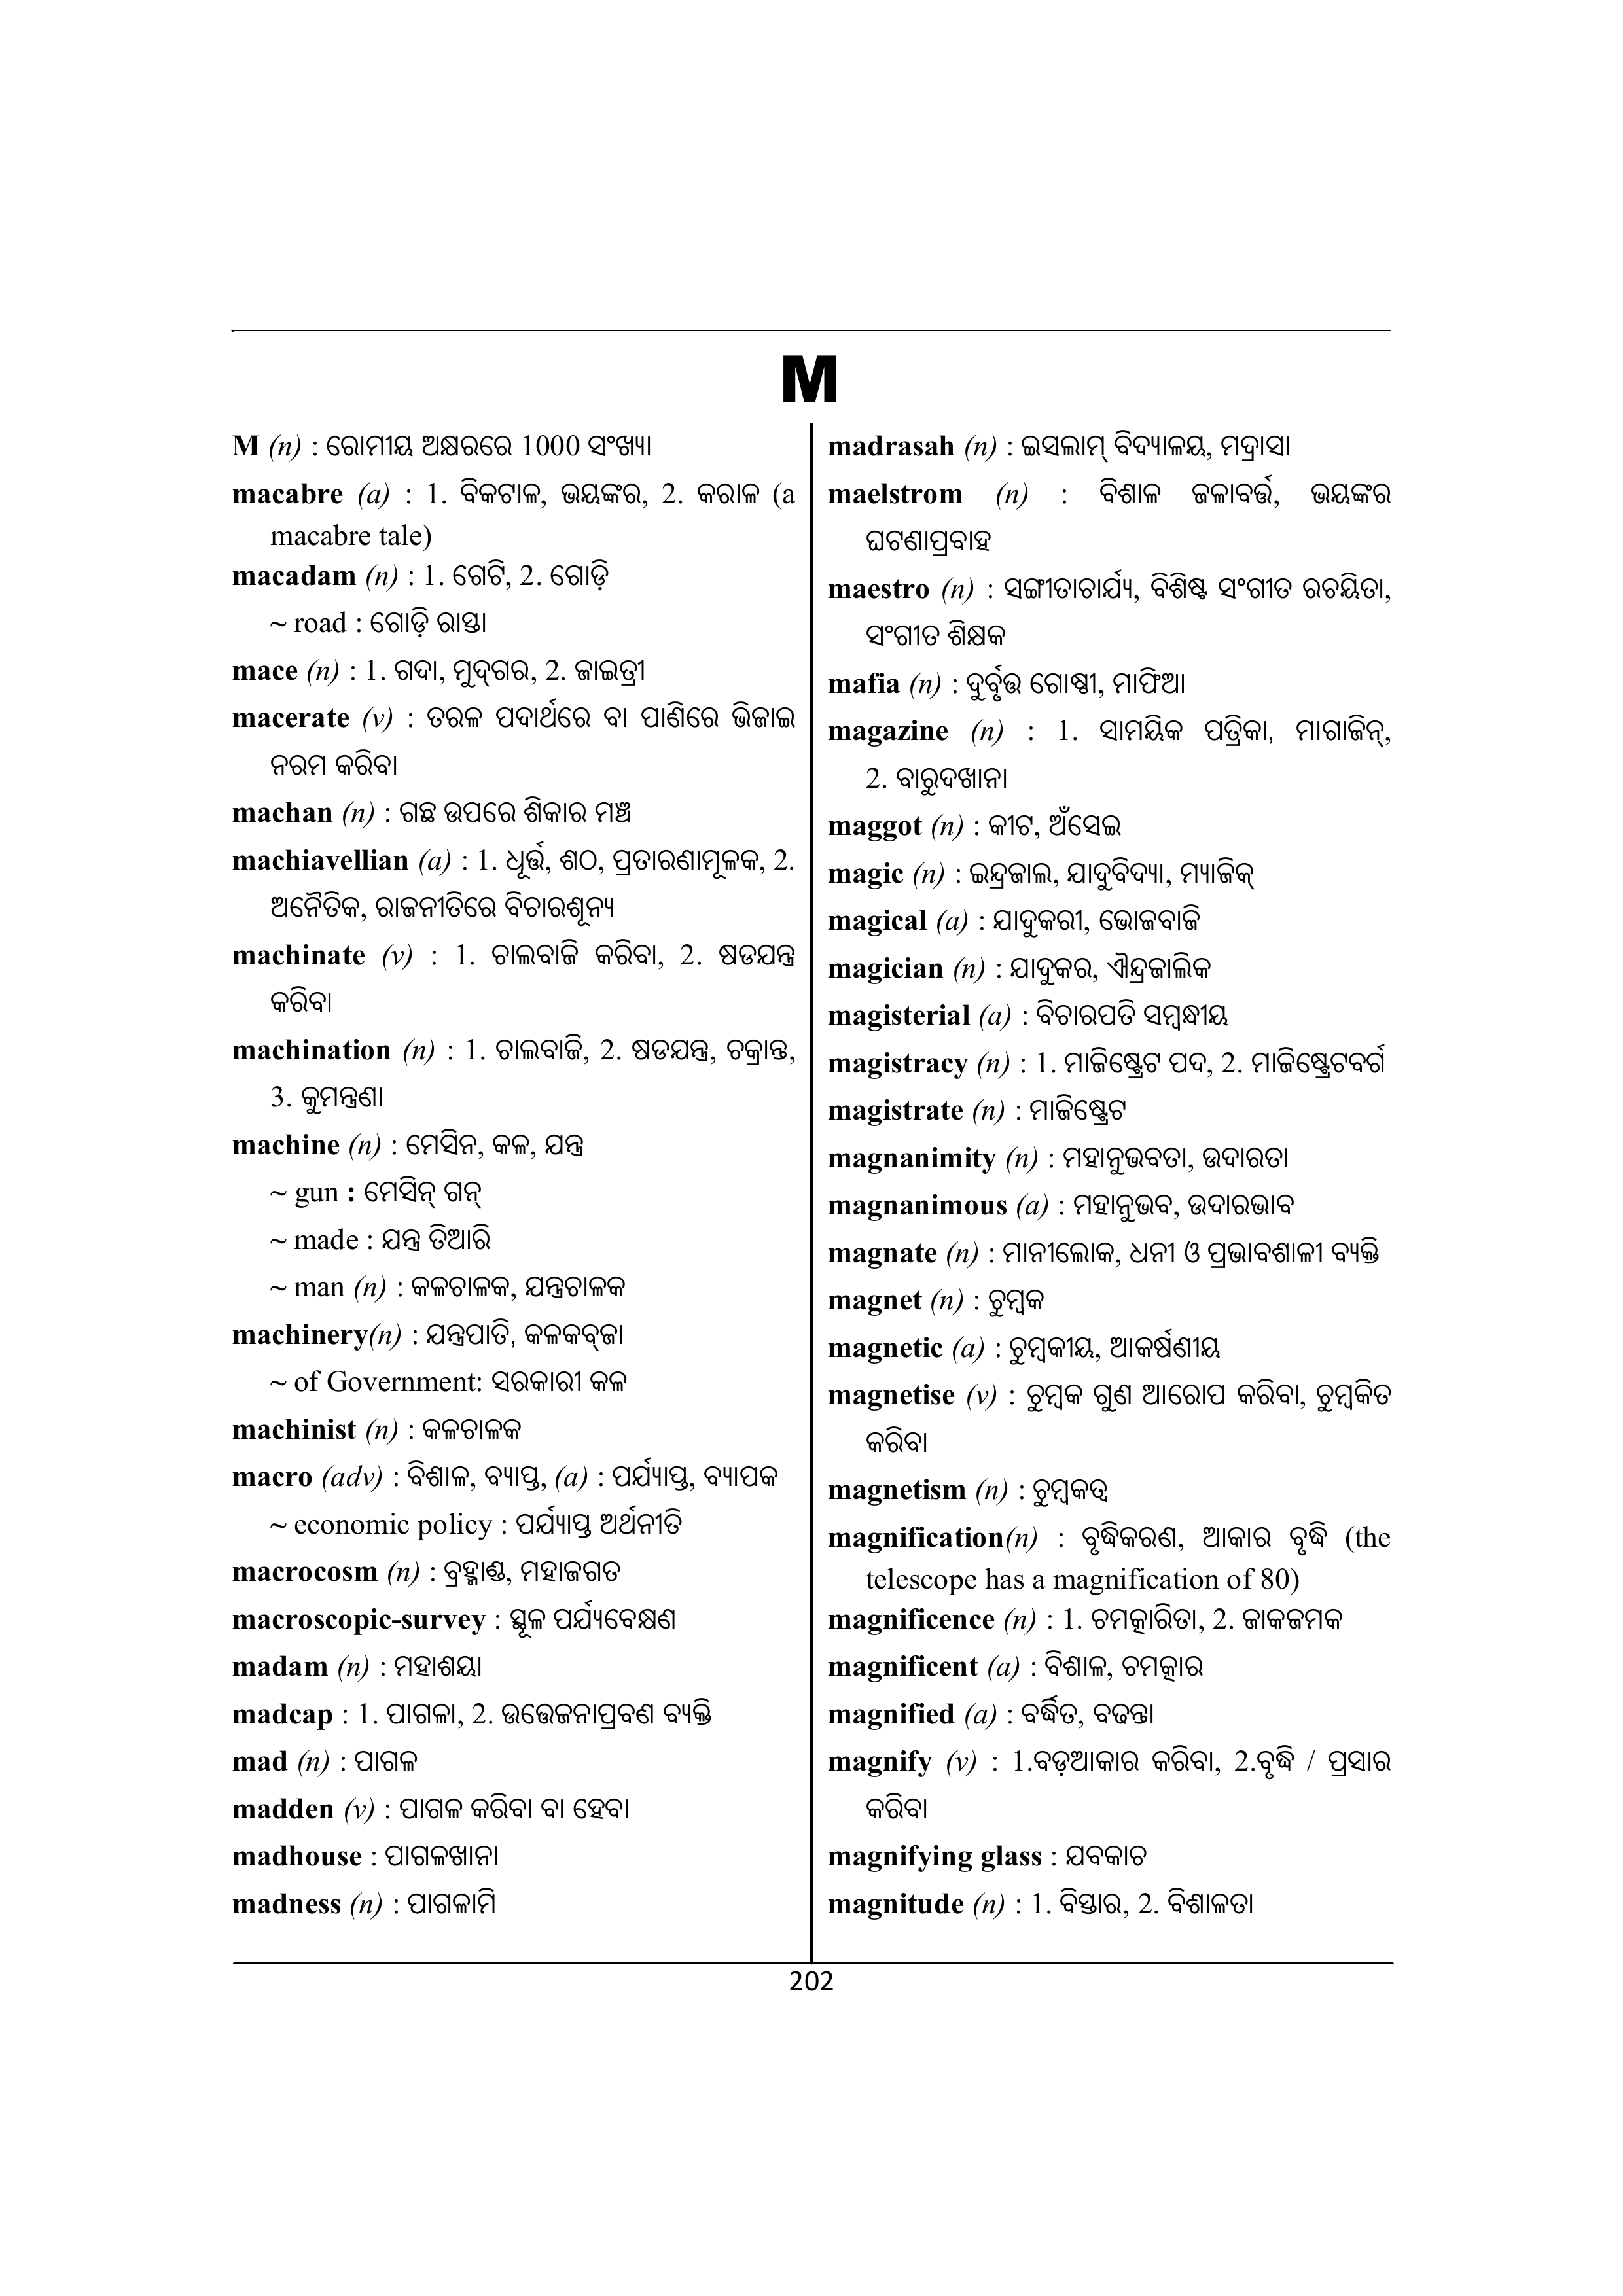 M
M (n) : ରୋମୀୟ ଅକ୍ଷରରେ 1000 ସଂଖ୍ୟା
macabre (a) : 1. ବିକଟାଳ, ଭୟଙ୍କର, 2. କରାଳ (a
macabre tale)
macadam (n) : 1. ଗେଟି, 2. ଗୋଡ଼ି
~ road : ଗୋଡ଼ି ରାସ୍ତା
mace (n) : 1. ଗଦା, ମୁଦ୍‌ଗର, 2. ଜାଇତ୍ରୀ
macerate (v) : ତରଳ ପଦାର୍ଥରେ ବା ପାଣିରେ ଭିଜାଇ
ନରମ କରିବା
machan (n) : ଗଛ ଉପରେ ଶିକାର ମଞ୍ଚ
machiavellian (a) : 1. ଧୂର୍ତ୍ତ, ଶଠ, ପ୍ରତାରଣାମୂଳକ, 2.
ଅନୈତିକ, ରାଜନୀତିରେ ବିଚାରଶୂନ୍ୟ
machinate (v) : 1. ଚାଲବାଜି କରିବା, 2. ଷଡଯନ୍ତ୍ର
କରିବା
machination (n) : 1. ଚାଲବାଜି, 2. ଷଡଯନ୍ତ୍ର, ଚକ୍ରାନ୍ତ,
3. କୁମନ୍ତ୍ରଣା
machine (n) : ମେସିନ, କଳ, ଯନ୍ତ୍ର
~ gun : ମେସିନ୍ ଗନ୍
~ made : ଯନ୍ତ୍ର ତିଆରି
~ man (n) : କଳଚାଳକ, ଯନ୍ତ୍ରଚାଳକ
machinery(n) : ଯନ୍ତ୍ରପାତି, କଳକବ୍‌ଜା
~ of Government: ସରକାରୀ କଳ
machinist (n) : କଳଚାଳକ
macro (adv) : ବିଶାଳ, ବ୍ୟାପ୍ତ, (a) : ପର୍ଯ୍ୟାପ୍ତ, ବ୍ୟାପକ
~ economic policy : ପର୍ଯ୍ୟାପ୍ତ ଅର୍ଥନୀତି
macrocosm (n) : ବ୍ରହ୍ମାଣ୍ଡ, ମହାଜଗତ
macroscopic-survey : ସ୍ଥୂଳ ପର୍ଯ୍ୟବେକ୍ଷଣ
madam (n) : ମହାଶୟା
madcap : 1. ପାଗଳା, 2. ଉତ୍ତେଜନାପ୍ରବଣ ବ୍ୟକ୍ତି
mad (n) : ପାଗଳ
madden (v) : ପାଗଳ କରିବା ବା ହେବା
madhouse : ପାଗଳଖାନା
madness (n) : ପାଗଳାମି
madrasah (n) : ଇସଲାମ୍ ବିଦ୍ୟାଳୟ, ମଦ୍ରାସା
maelstrom (n) : ବିଶାଳ ଜଳାବର୍ତ୍ତ, ଭୟଙ୍କର
ଘଟଣାପ୍ରବାହ
maestro (n) : ସଙ୍ଗୀତାଚାର୍ଯ୍ୟ, ବିଶିଷ୍ଟ ସଂଗୀତ ରଚୟିତା,
ସଂଗୀତ ଶିକ୍ଷକ
mafia (n) : ଦୁର୍ବୃତ୍ତ ଗୋଷ୍ଠୀ, ମାଫିଆ
magazine (n) : 1. ସାମୟିକ ପତ୍ରିକା, ମାଗାଜିନ୍,
2. ବାରୁଦଖାନା
maggot (n) : କୀଟ, ଅଁସେଇ
magic (n) : ଇନ୍ଦ୍ରଜାଲ, ଯାଦୁବିଦ୍ୟା, ମ୍ୟାଜିକ୍
magical (a) : ଯାଦୁକରୀ, ଭୋଜବାଜି
magician (n) : ଯାଦୁକର, ଐନ୍ଦ୍ରଜାଲିକ
magisterial (a) : ବିଚାରପତି ସମ୍ବନ୍ଧୀୟ
magistracy (n) : 1. ମାଜିଷ୍ଟ୍ରେଟ ପଦ, 2. ମାଜିଷ୍ଟ୍ରେଟବର୍ଗ
magistrate (n) : ମାଜିଷ୍ଟ୍ରେଟ
magnanimity (n) : ମହାନୁଭବତା, ଉଦାରତା
magnanimous (a) : ମହାନୁଭବ, ଉଦାରଭାବ
magnate (n) : ମାନୀଲୋକ, ଧନୀ ଓ ପ୍ରଭାବଶାଳୀ ବ୍ୟକ୍ତି
magnet (n) : ଚୁମ୍ବକ
magnetic (a) : ଚୁମ୍ବକୀୟ, ଆକର୍ଷଣୀୟ
magnetise (v) : ଚୁମ୍ବକ ଗୁଣ ଆରୋପ କରିବା, ଚୁମ୍ବକିତ
କରିବା
magnetism (n) : ଚୁମ୍ବକତ୍ୱ
magnification(n) : ବୃଦ୍ଧିକରଣ, ଆକାର ବୃଦ୍ଧି (the
telescope has a magnification of 80)
magnificence (n) : 1. ଚମତ୍କାରିତା, 2. ଜାକଜମକ
magnificent (a) : ବିଶାଳ, ଚମତ୍କାର
magnified (a) : ବର୍ଦ୍ଧିତ, ବଢନ୍ତା
magnify (v) : 1.ବଡ଼ଆକାର କରିବା, 2.ବୃଦ୍ଧି / ପ୍ରସାର
କରିବା
magnifying glass : ଯବକାଚ
magnitude (n) : 1. ବିସ୍ତାର, 2. ବିଶାଳତା
202